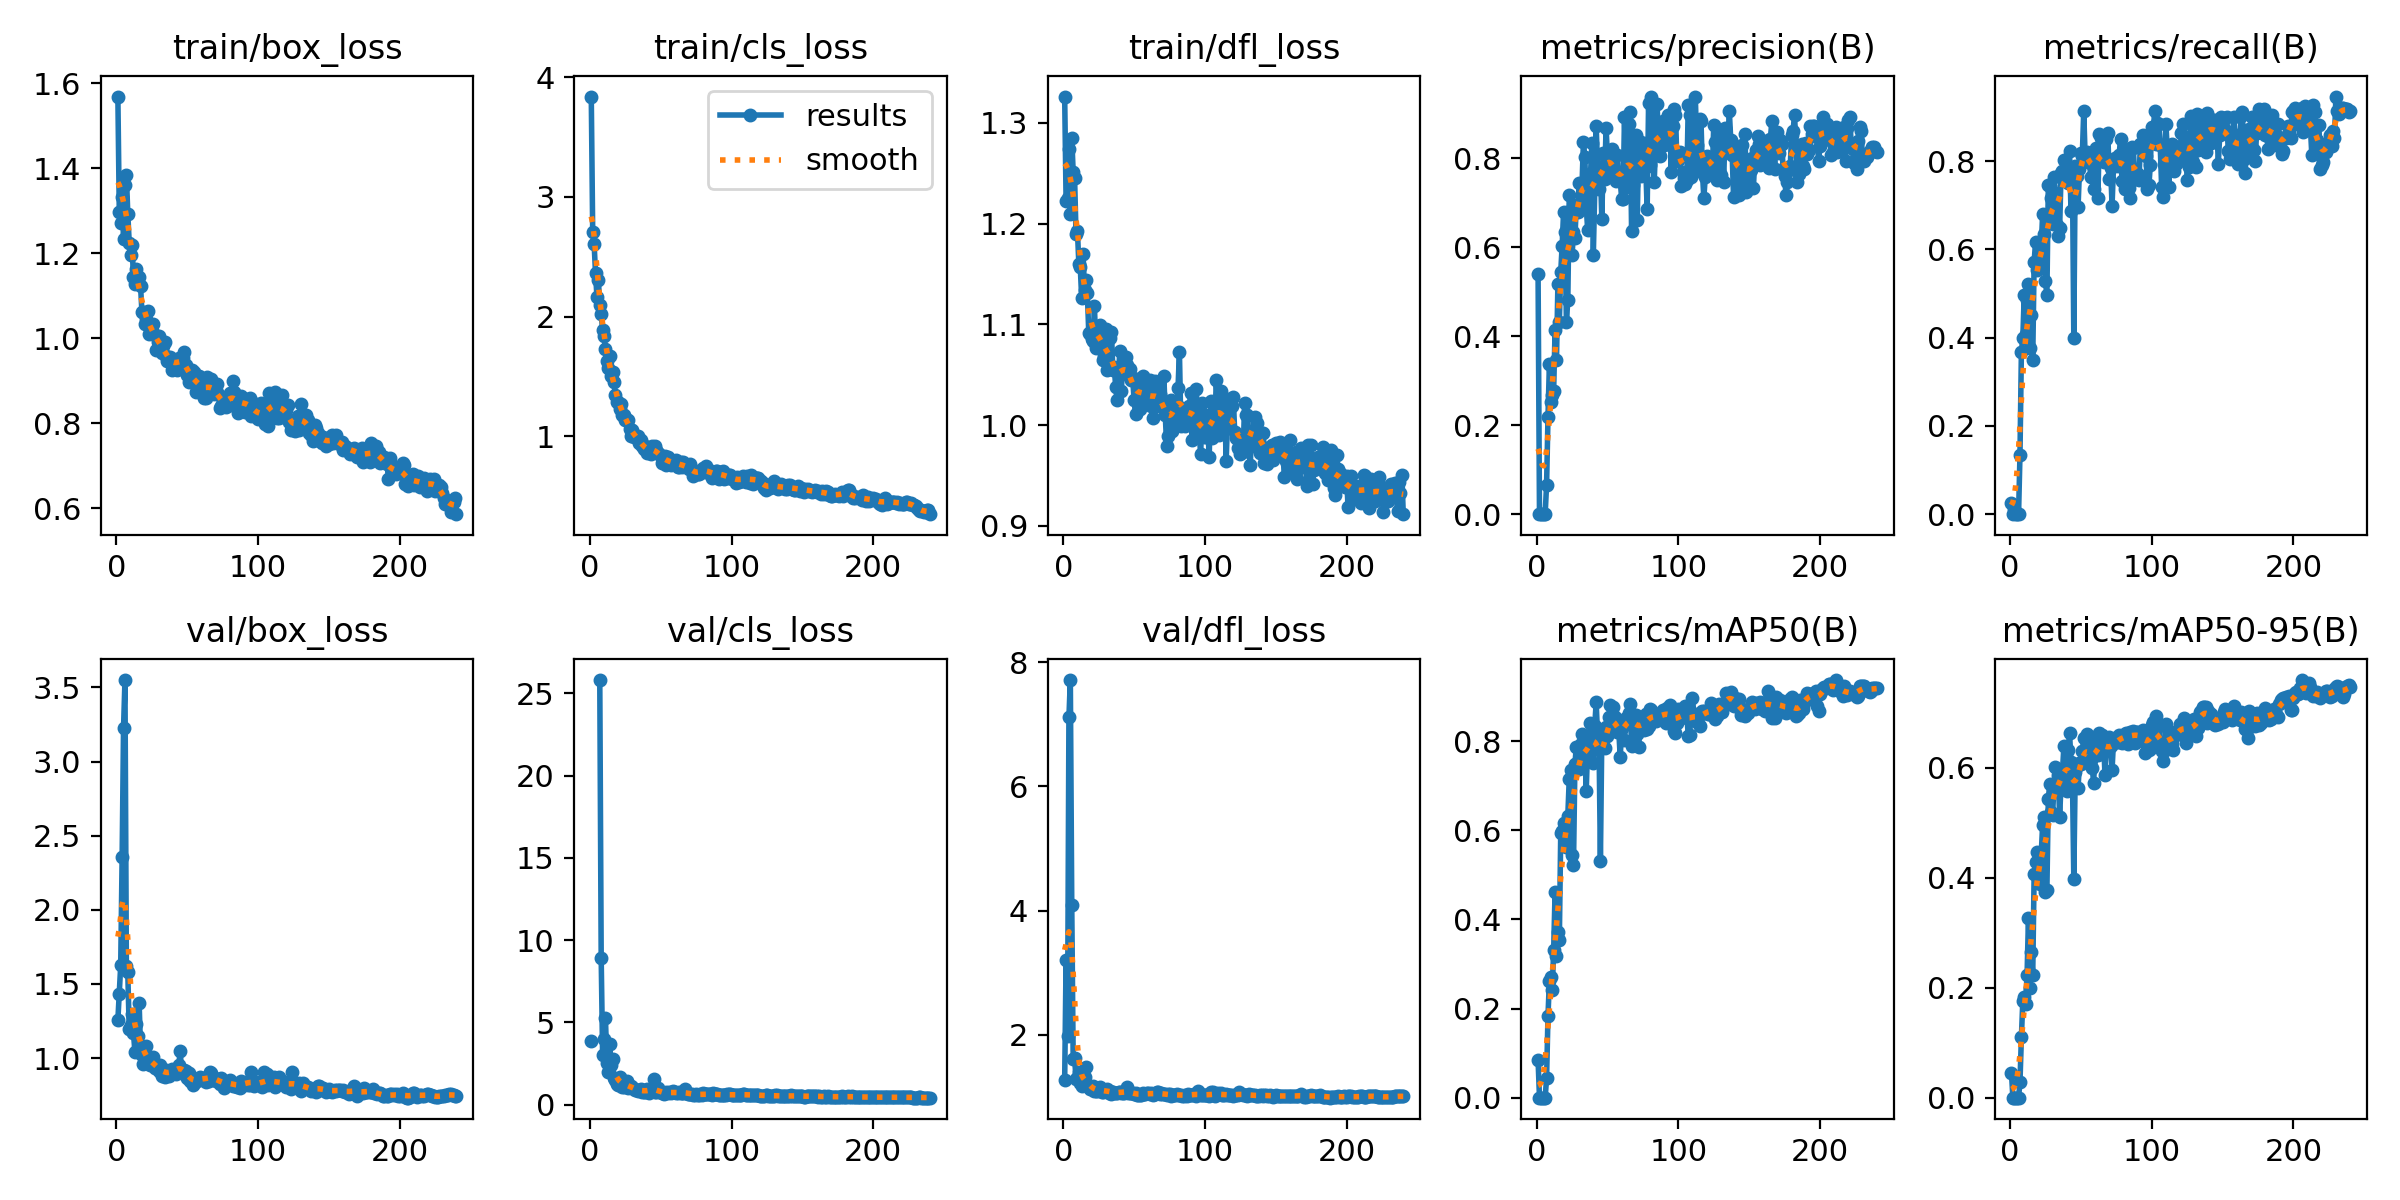 train/box_loss
1.6
1.4
1.2
1.0
0.8
0.6
0 100 200
train/cls_loss
results
smooth
4
3
2
1
0 100 200
train/dfl_loss
1.3
1.2
1.1
1.0
0.9
0 100 200
metrics/precision(B)
0.8
0.6
0.4
0.2
0.0
0 100 200
metrics/recall(B)
0.8
0.6
0.4
0.2
0.0
0 100 200
val/box_loss
3.5
3.0
2.5
2.0
1.5
1.0
0 100 200
val/cls_loss
25
20
15
10
5
0
0 100 200
val/dfl_loss
8
6
4
2
0 100 200
metrics/mAP50(B)
0.8
0.6
0.4
0.2
0.0
0 100 200
metrics/mAP50-95(B)
0.6
0.4
0.2
0.0
0 100 200